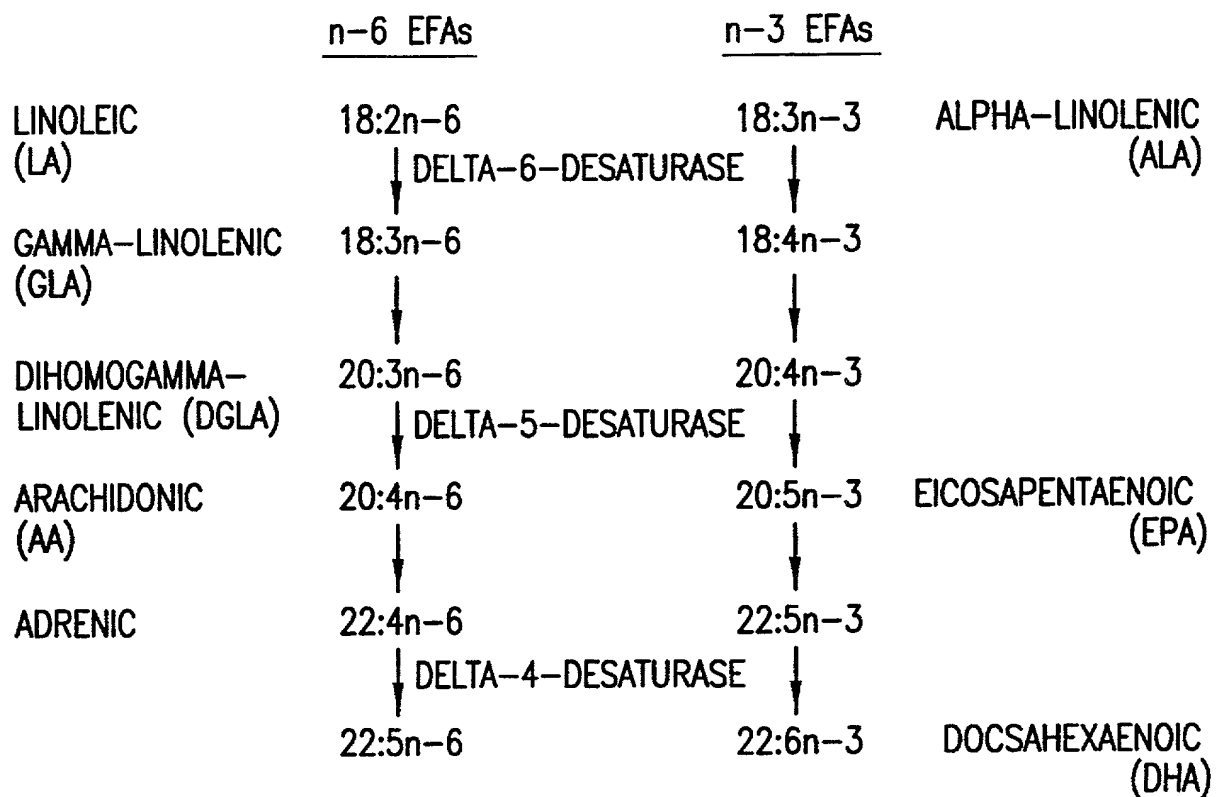 n-6 EFAs n-3 EFAs
LINOLEIC (LA) 18:2n-6 18:3n-3 ALPHA-LINOLENIC (ALA)
DELTA-6-DESATURASE
GAMMA-LINOLENIC (GLA) 18:3n-6 18:4n-3
DIHOMOGAMMA-
LINOLENIC (DGLA) 20:3n-6 20:4n-3
DELTA-5-DESATURASE
ARACHIDONIC (AA) 20:4n-6 20:5n-3 EICOSAPENTAENOIC (EPA)
ADRENIC 22:4n-6 22:5n-3
DELTA-4-DESATURASE
22:5n-6 22:6n-3 DOCSAHEXAENOIC (DHA)